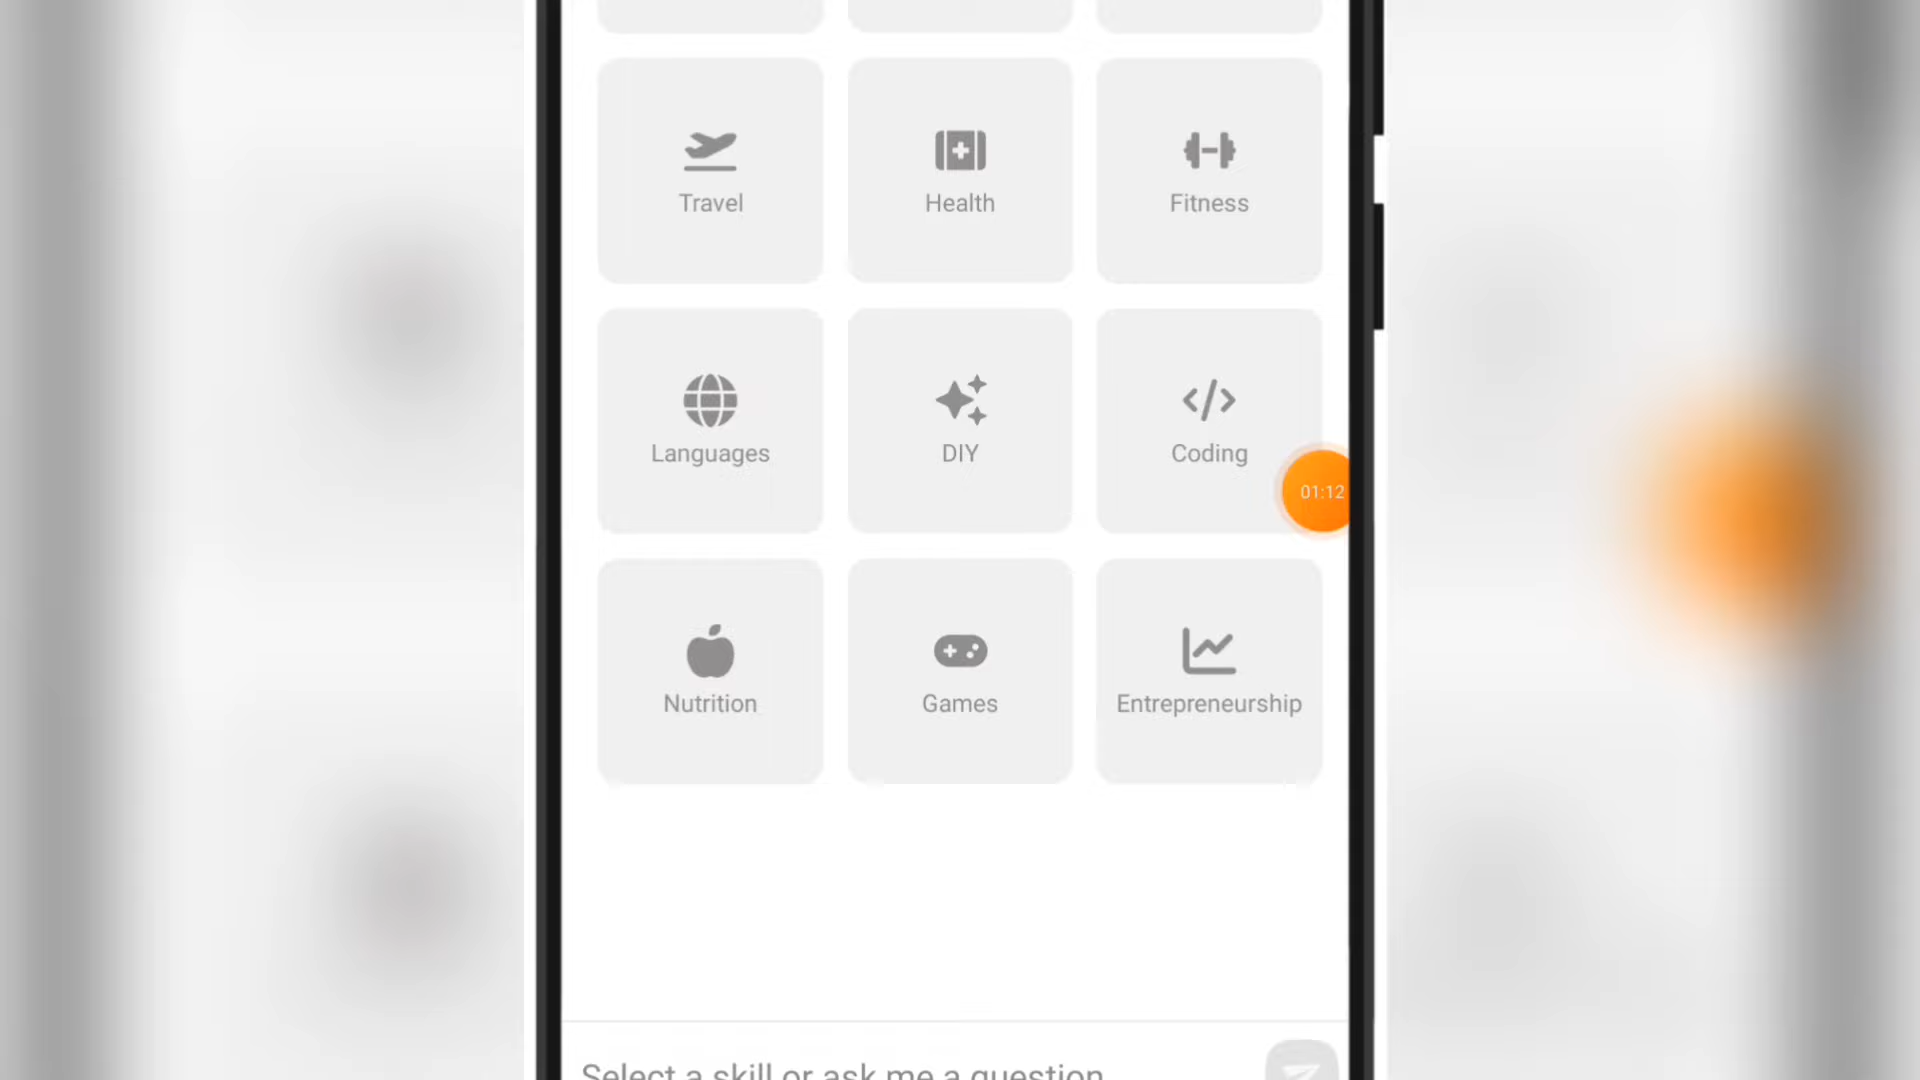 Travel Health Fitness
Languages DIY Coding
01:12
Nutrition Games Entrepreneurship
Select a skill or ask me a question